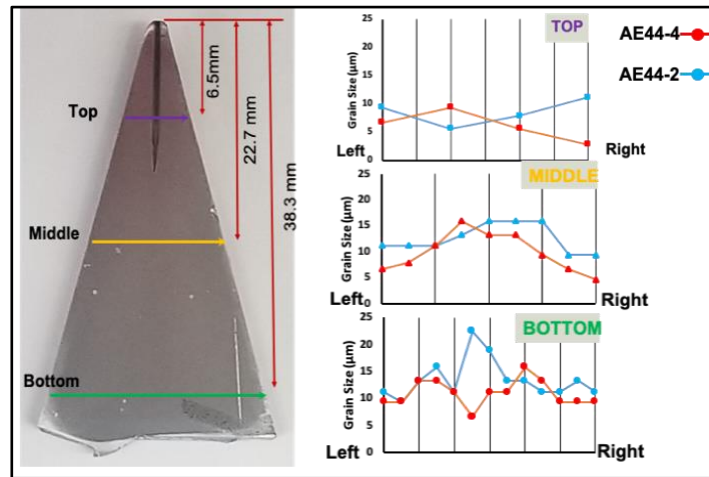 Top
Middle
Bottom
6.5mm
22.7 mm
38.3 mm
AE44-4
AE44-2
TOP
Grain Size (µm)
25
20
15
10
5
0
Left
Right
MIDDLE
Grain Size (µm)
25
20
15
10
5
0
Left
Right
BOTTOM
Grain Size (µm)
25
20
15
10
5
0
Left
Right